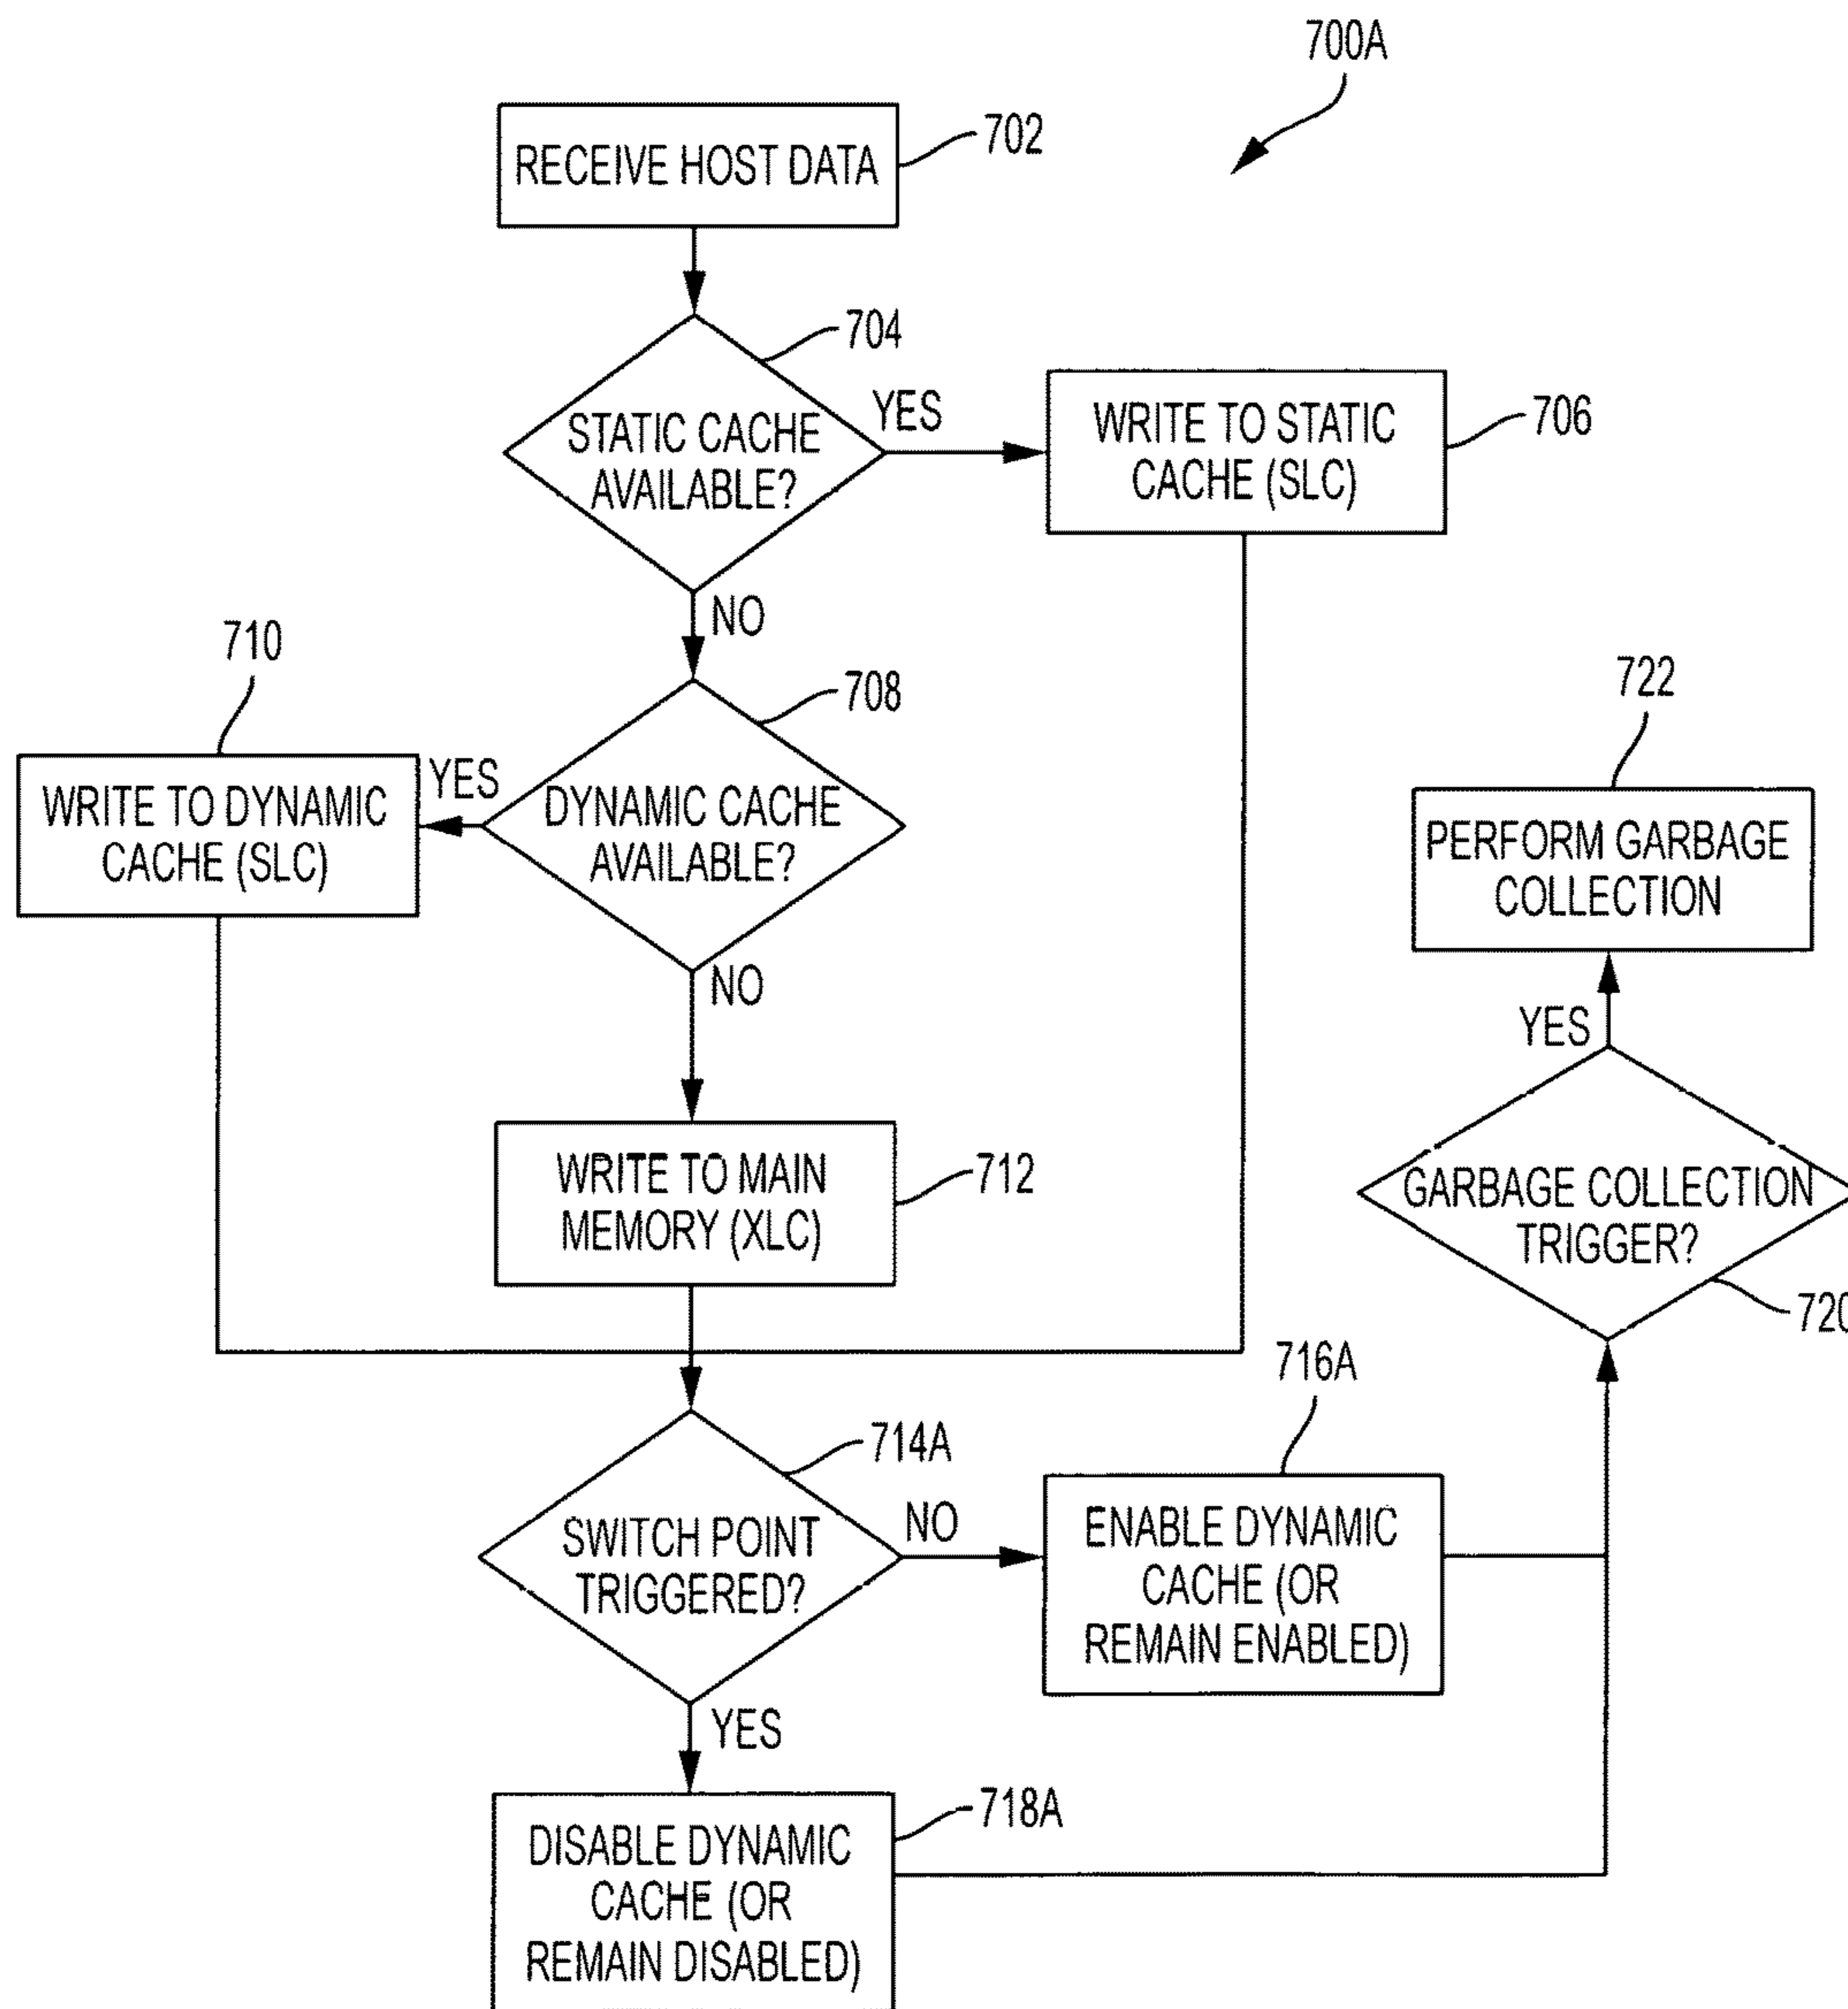 700A
RECEIVE HOST DATA
702
704
STATIC CACHE
AVAILABLE?
YES
WRITE TO STATIC
CACHE (SLC)
706
NO
710
708
722
WRITE TO DYNAMIC
CACHE (SLC)
YES
DYNAMIC CACHE
AVAILABLE?
PERFORM GARBAGE
COLLECTION
NO
YES
WRITE TO MAIN
MEMORY (XLC)
712
GARBAGE COLLECTION
TRIGGER?
720
716A
714A
SWITCH POINT
TRIGGERED?
NO
ENABLE DYNAMIC
CACHE (OR
REMAIN ENABLED)
YES
718A
DISABLE DYNAMIC
CACHE (OR
REMAIN DISABLED)